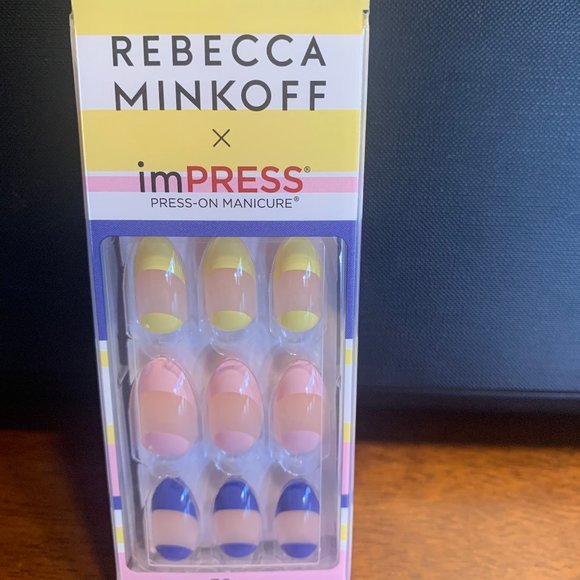 REBECCA
MINKOFF
×
imPRESS®
PRESS-ON MANICURE®